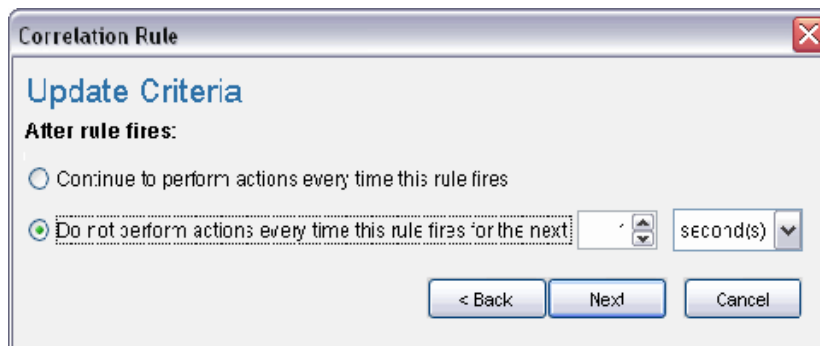 Correlation Rule
Update Criteria
After rule fires:
Continue to perform actions every time this rule fires
Do not perform actions every time this rule fires for the next 1 second(s)
< Back Next Cancel